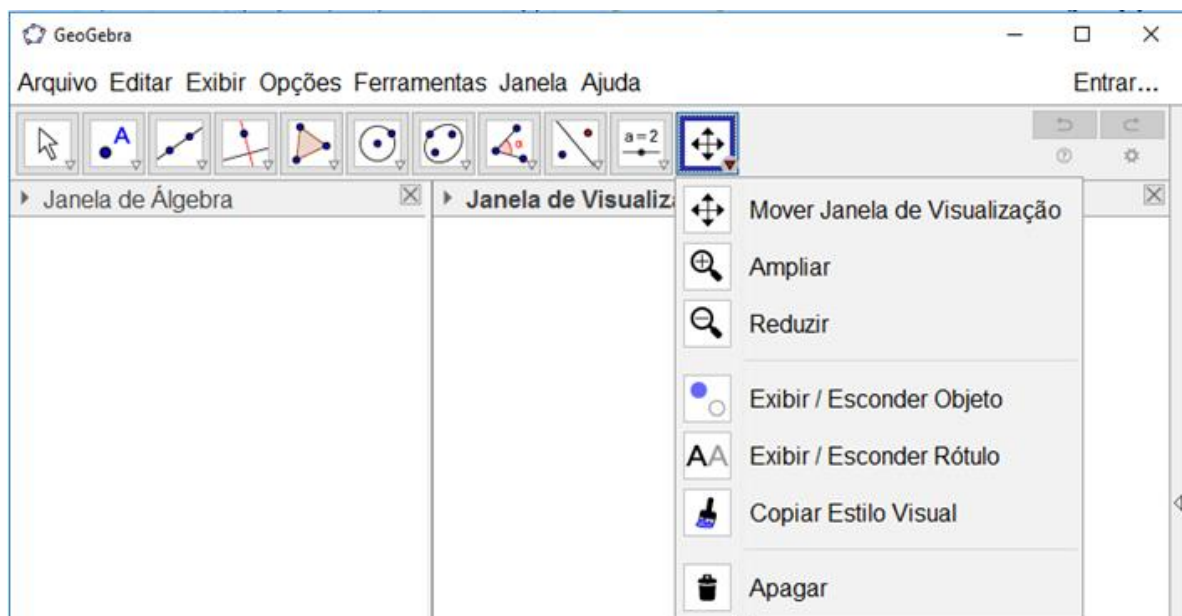 GeoGebra
Arquivo Editar Exibir Opções Ferramentas Janela Ajuda Entrar...
A α a=2
Janela de Álgebra Janela de Visualiz
Mover Janela de Visualização
Ampliar
Reduzir
Exibir / Esconder Objeto
AA Exibir / Esconder Rótulo
Copiar Estilo Visual
Apagar